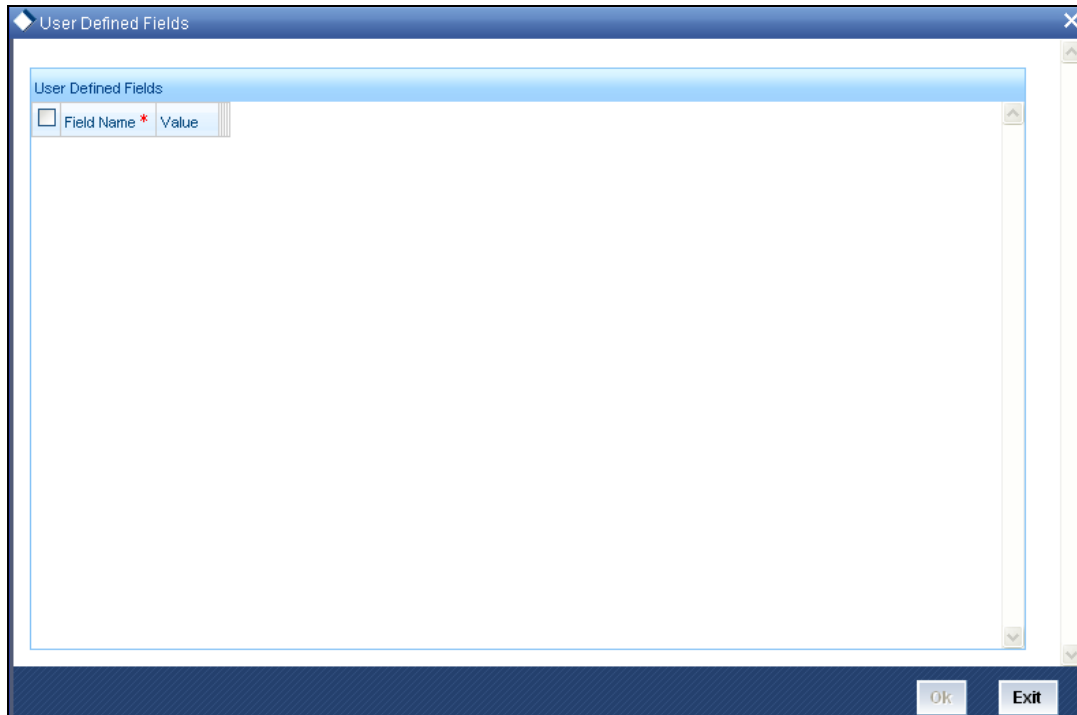 User Defined Fields
User Defined Fields
Field Name * Value
Ok Exit